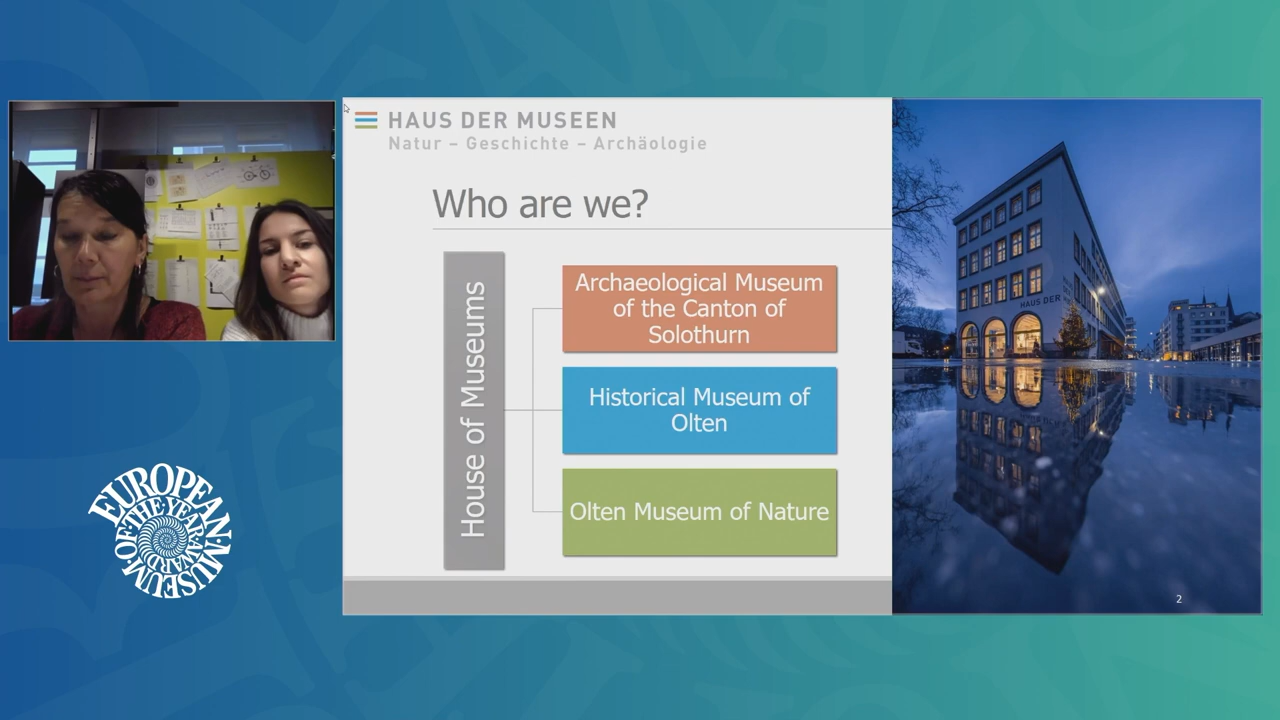 HAUS DER MUSEEN
Natur – Geschichte – Archäologie
Who are we?
House of Museums
Archaeological Museum
of the Canton of
Solothurn
Historical Museum of
Olten
Olten Museum of Nature
HAUS DER
2
EUROPEAN·MUSEUM
·OF·THE·YEAR·AWARD